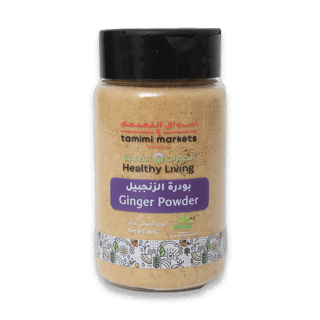 أسواق التميمي
tamimi markets
Healthy Living
بودرة الزنجبيل
Ginger Powder